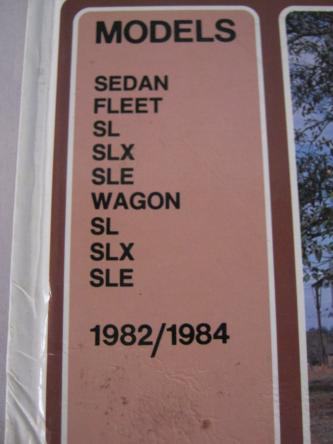 MODELS
SEDAN
FLEET
SL
SLX
SLE
WAGON
SL
SLX
SLE
1982/1984